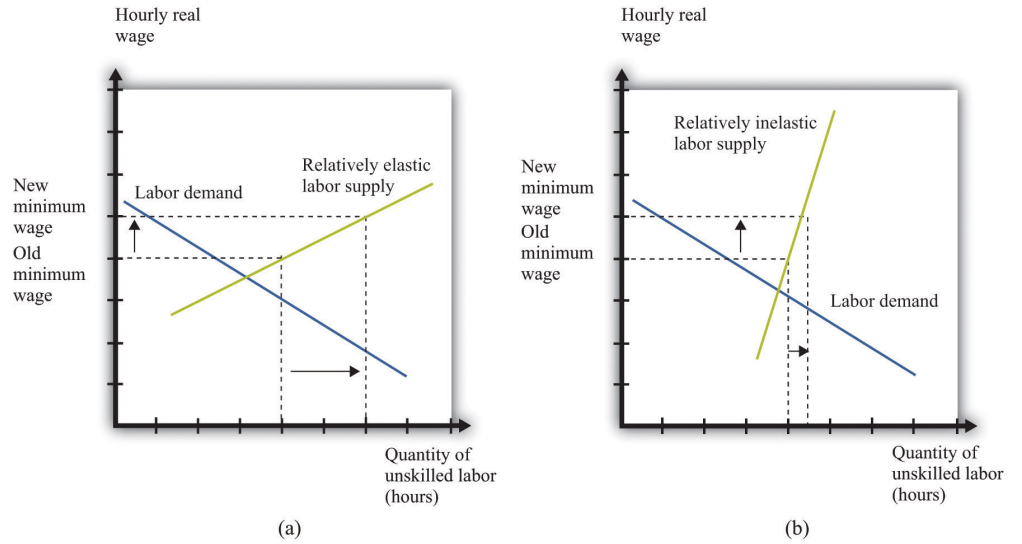 Hourly real
wage
New
minimum
wage
Old
minimum
wage
Labor demand
Relatively elastic
labor supply
Quantity of
unskilled labor
(hours)
(a)
Hourly real
wage
New
minimum
wage
Old
minimum
wage
Relatively inelastic
labor supply
Labor demand
Quantity of
unskilled labor
(hours)
(b)